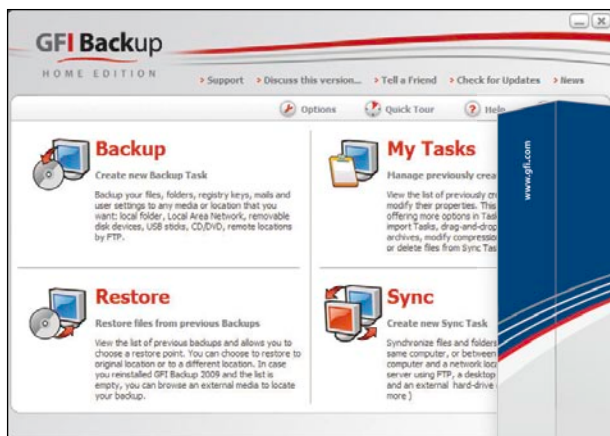 GFI Backup
HOME EDITION
> Support > Discuss this version... > Tell a Friend > Check for Updates > News
Options Quick Tour Help
Backup
Create new Backup Task
Backup your files, folders, registry keys, mails and
user settings to any media or location that you
want: local folder, Local Area Network, removable
disk devices, USB sticks, CD/DVD, remote locations
by FTP.
My Tasks
Manage previously crea
View the list of previously cre
modify their properties. This
offering more options in Task
import Tasks, drag-and-drop
archives, modify compression
or delete files from Sync Tas
Restore
Restore files from previous Backups
View the list of previous backups and allows you to
choose a restore point. You can choose to restore to
original location or to a different location. In case
you reinstalled GFI Backup 2009 and the list is
empty, you can browse an external media to locate
your backup.
Sync
Create new Sync Task
Synchronize files and folders
same computer, or between
computer and a network loca
server using FTP, a desktop
and an external hard-drive
more )
www.gfi.com